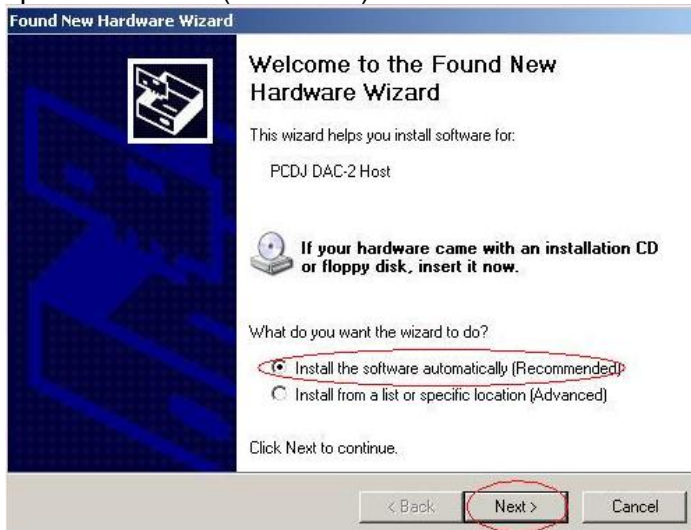 Found New Hardware Wizard
Welcome to the Found New
Hardware Wizard
This wizard helps you install software for:
PCDJ DAC-2 Host
If your hardware came with an installation CD
or floppy disk, insert it now.
What do you want the wizard to do?
Install the software automatically (Recommended)
Install from a list or specific location (Advanced)
Click Next to continue.
< Back
Next >
Cancel